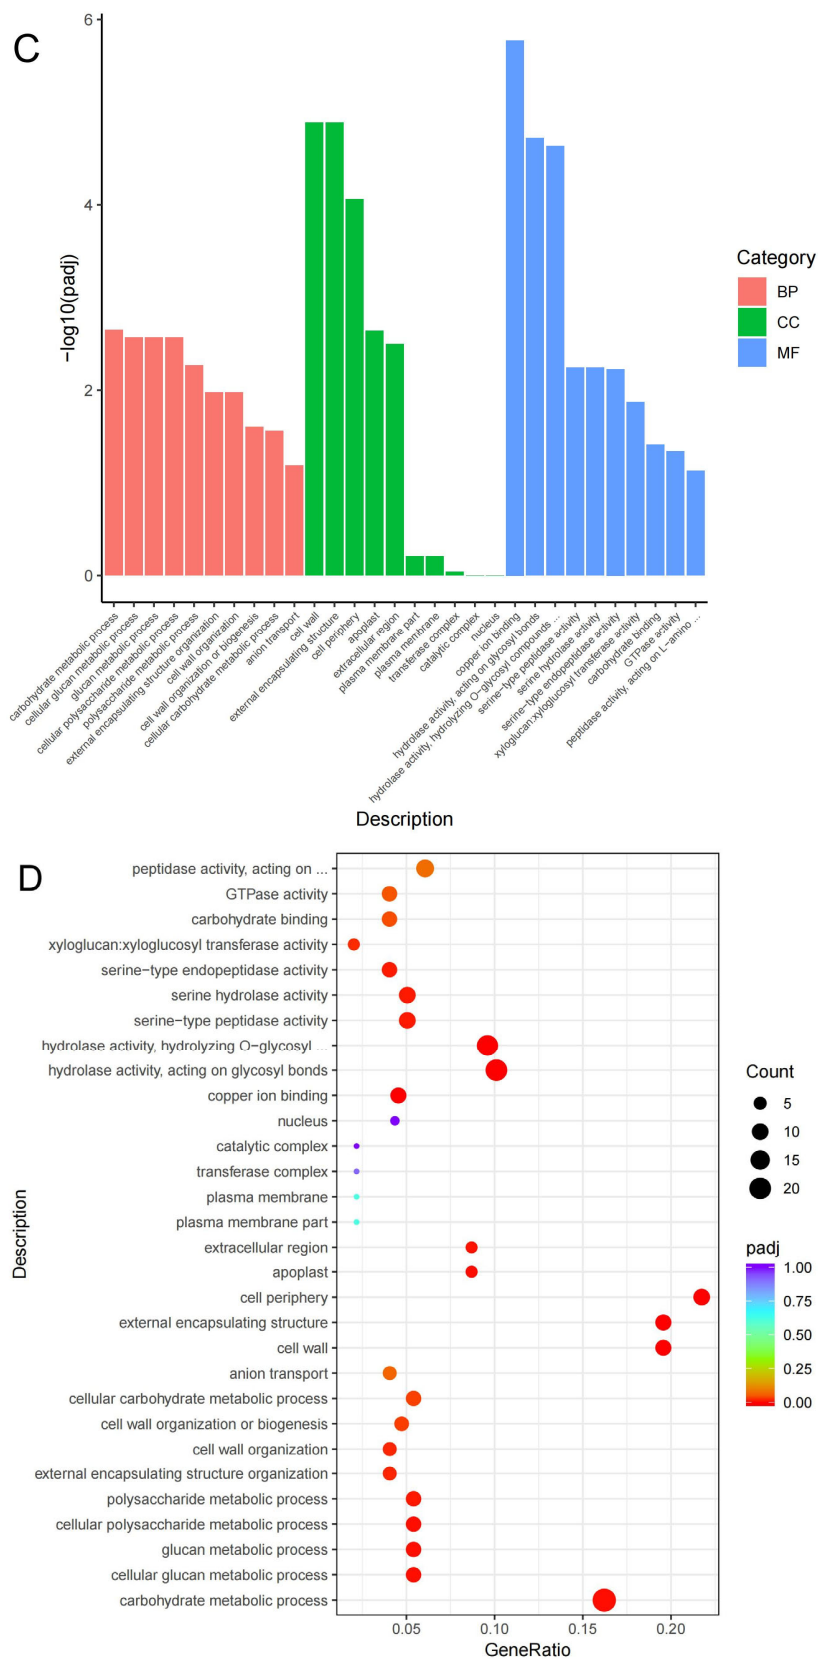 C
6
4
2
0
−log10(padj)
Category
BP
CC
MF
carbohydrate metabolic process
cellular glucan metabolic process
glucan metabolic process
cellular polysaccharide metabolic process
polysaccharide metabolic process
external encapsulating structure organization
cell wall organization
cell wall organization or biogenesis
cellular carbohydrate metabolic process
anion transport
cell wall
external encapsulating structure
cell periphery
apoplast
extracellular region
plasma membrane part
plasma membrane
transferase complex
catalytic complex
nucleus
copper ion binding
hydrolase activity, acting on glycosyl bonds
hydrolase activity, hydrolyzing O−glycosyl compounds ...
serine−type peptidase activity
serine hydrolase activity
serine−type endopeptidase activity
xyloglucan:xyloglucosyl transferase activity
carbohydrate binding
GTPase activity
peptidase activity, acting on L−amino ...
Description
D
peptidase activity, acting on ...
GTPase activity
carbohydrate binding
xyloglucan:xyloglucosyl transferase activity
serine−type endopeptidase activity
serine hydrolase activity
serine−type peptidase activity
hydrolase activity, hydrolyzing O−glycosyl ...
hydrolase activity, acting on glycosyl bonds
copper ion binding
nucleus
catalytic complex
transferase complex
plasma membrane
plasma membrane part
extracellular region
apoplast
cell periphery
external encapsulating structure
cell wall
anion transport
cellular carbohydrate metabolic process
cell wall organization or biogenesis
cell wall organization
external encapsulating structure organization
polysaccharide metabolic process
cellular polysaccharide metabolic process
glucan metabolic process
cellular glucan metabolic process
carbohydrate metabolic process
Description
0.05 0.10 0.15 0.20
GeneRatio
Count
5
10
15
20
padj
1.00
0.75
0.50
0.25
0.00